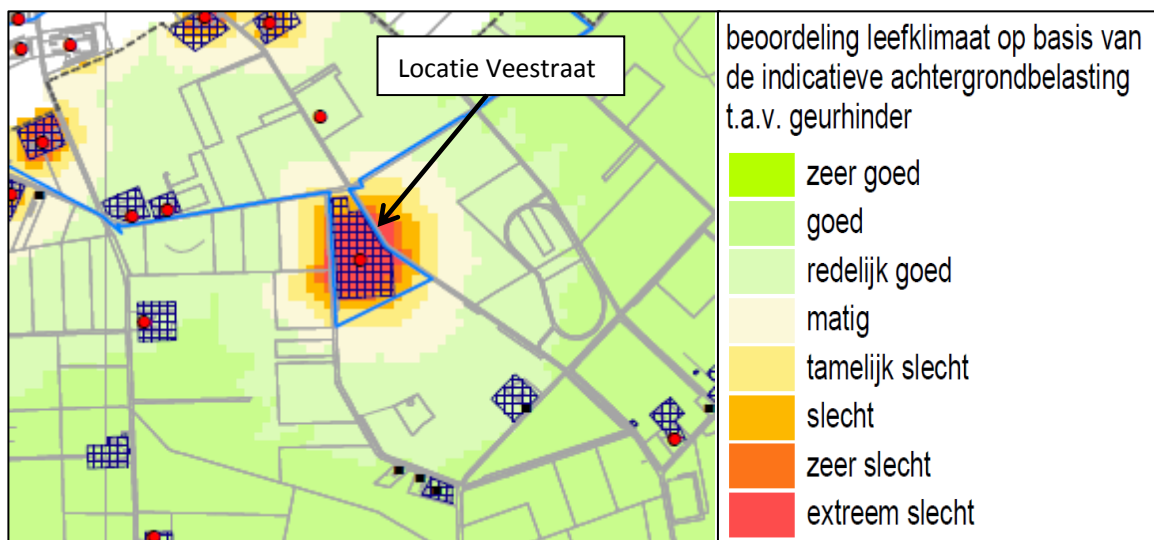 Locatie Veestraat
beoordeling leefklimaat op basis van
de indicatieve achtergrondbelasting
t.a.v. geurhinder
zeer goed
goed
redelijk goed
matig
tamelijk slecht
slecht
zeer slecht
extreem slecht